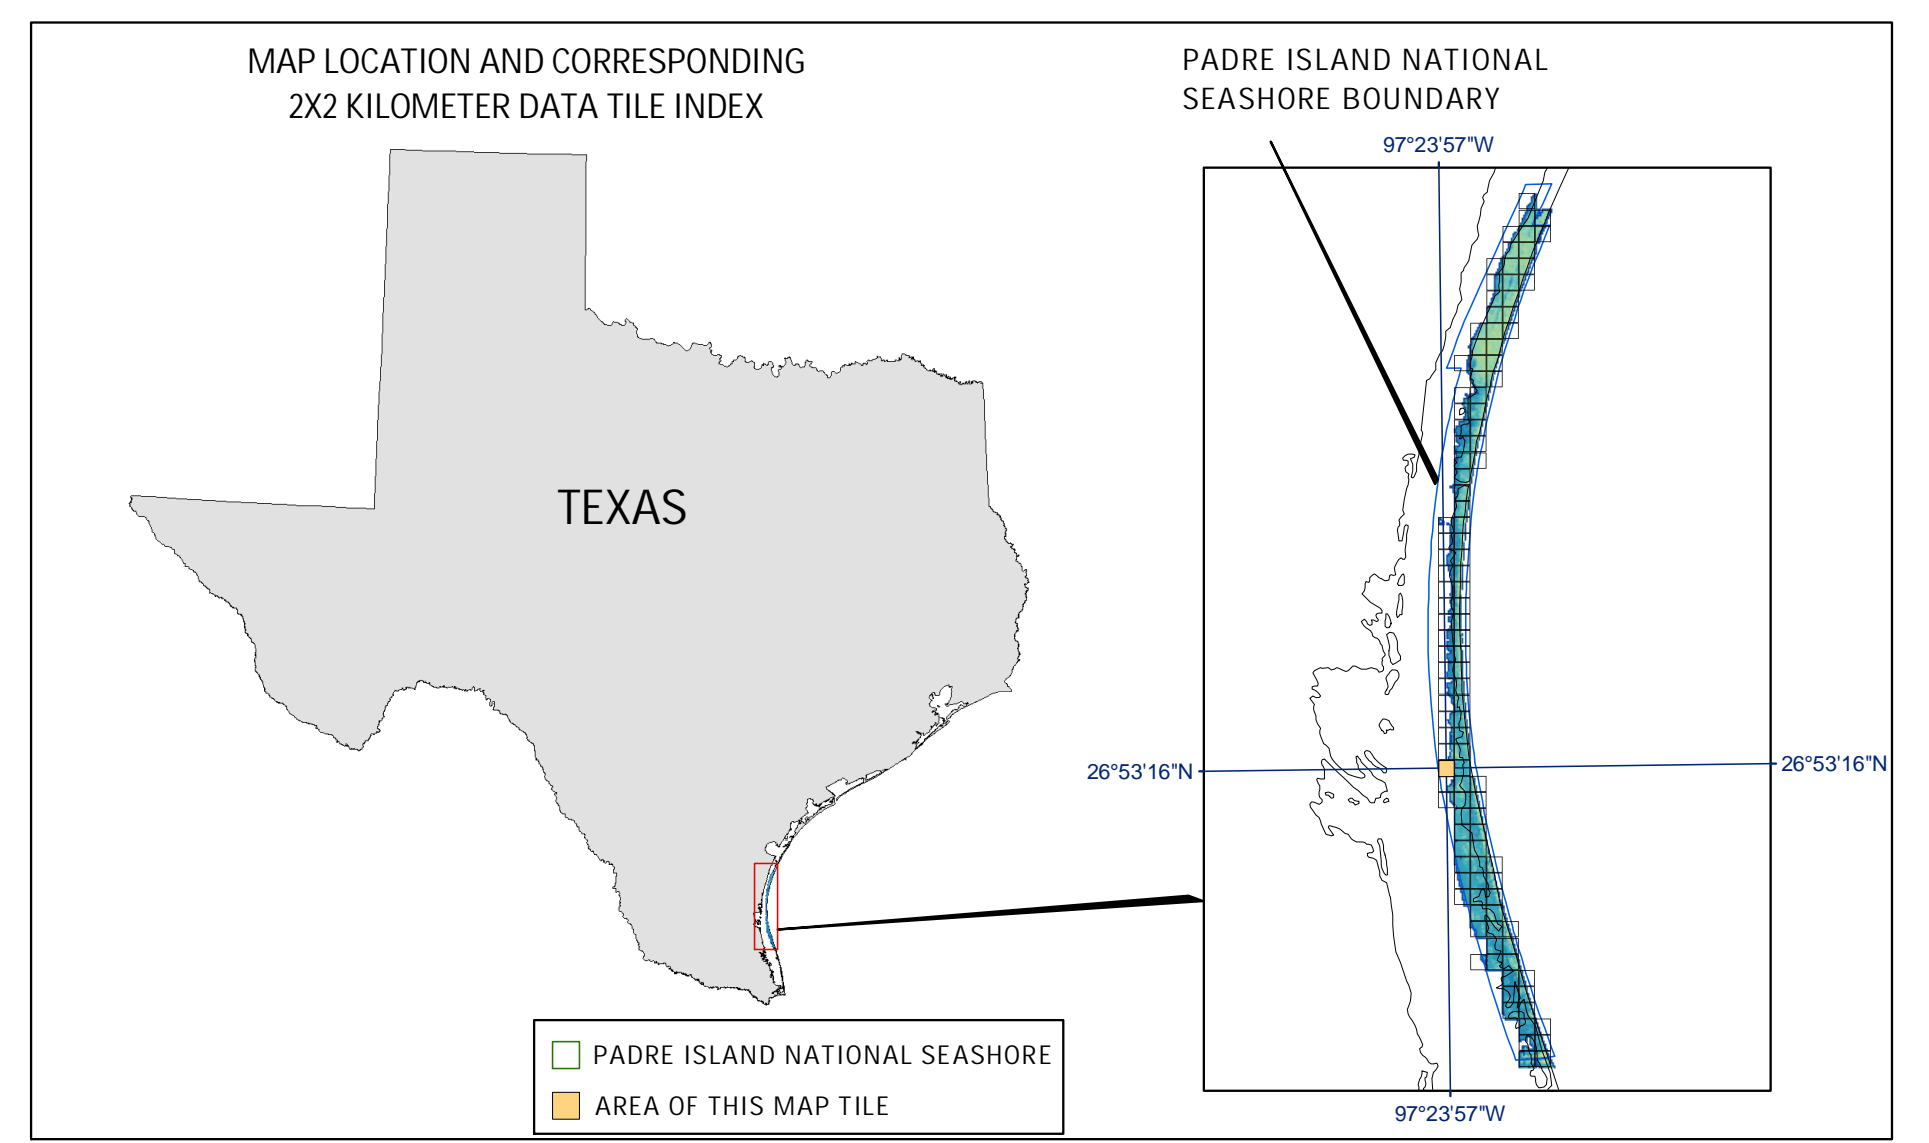 MAP LOCATION AND CORRESPONDING
2X2 KILOMETER DATA TILE INDEX
PADRE ISLAND NATIONAL
SEASHORE BOUNDARY
97°23'57"W
TEXAS
26°53'16"N
26°53'16"N
97°23'57"W
PADRE ISLAND NATIONAL SEASHORE
AREA OF THIS MAP TILE